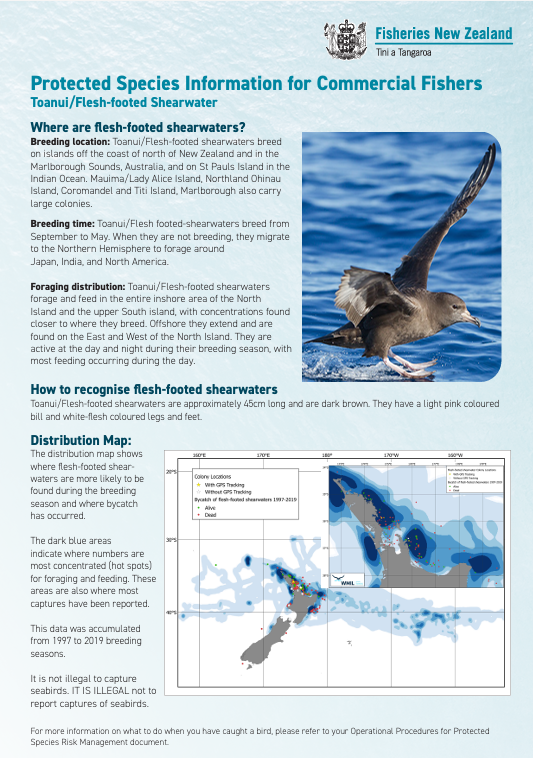 Fisheries New Zealand
Tini a Tangaroa
Protected Species Information for Commercial Fishers
Toanui/Flesh-footed Shearwater
Where are flesh-footed shearwaters?
Breeding location: Toanui/Flesh-footed shearwaters breed
on islands off the coast of north of New Zealand and in the
Marlborough Sounds, Australia, and on St Pauls Island in the
Indian Ocean. Mauima/Lady Alice Island, Northland Ohinau
Island, Coromandel and Titi Island, Marlborough also carry
large colonies.
Breeding time: Toanui/Flesh footed-shearwaters breed from
September to May. When they are not breeding, they migrate
to the Northern Hemisphere to forage around
Japan, India, and North America.
Foraging distribution: Toanui/Flesh-footed shearwaters
forage and feed in the entire inshore area of the North
Island and the upper South island, with concentrations found
closer to where they breed. Offshore they extend and are
found on the East and West of the North Island. They are
active at the day and night during their breeding season, with
most feeding occurring during the day.
How to recognise flesh-footed shearwaters
Toanui/Flesh-footed shearwaters are approximately 45cm long and are dark brown. They have a light pink coloured
bill and white-flesh coloured legs and feet.
Distribution Map:
The distribution map shows
where flesh-footed shear-
waters are more likely to be
found during the breeding
season and where bycatch
has occurred.
The dark blue areas
indicate where numbers are
most concentrated (hot spots)
for foraging and feeding. These
areas are also where most
captures have been reported.
This data was accumulated
from 1997 to 2019 breeding
seasons.
It is not illegal to capture
seabirds. IT IS ILLEGAL not to
report captures of seabirds.
160°E 170°E 180° 170°W 160°W
20°S
30°S
40°S
Colony Locations
With GPS Tracking
Without GPS Tracking
Bycatch of flesh-footed shearwaters 1997-2019
Alive
Dead
WMIL
For more information on what to do when you have caught a bird, please refer to your Operational Procedures for Protected
Species Risk Management document.